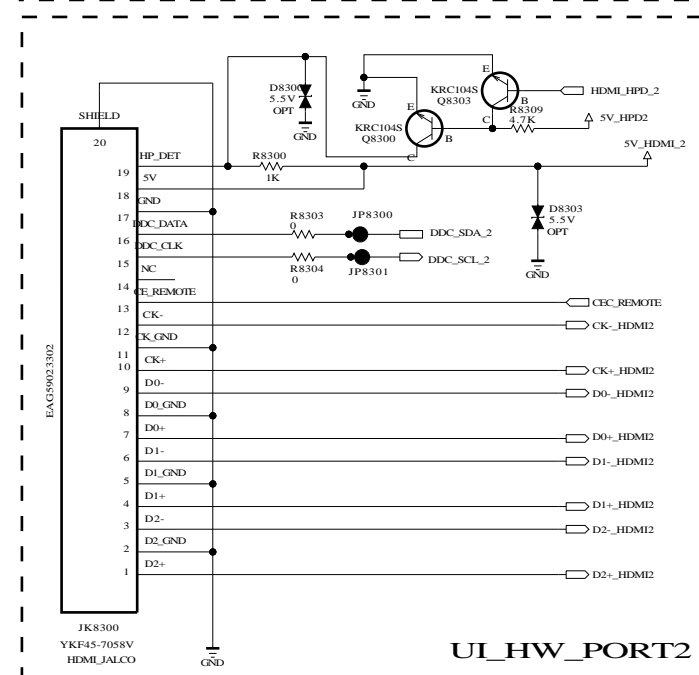 D8300
5.5V
OPT
GND
GND
E
KRC104S
Q8303
B
C
HDMI_HPD_2
R8309
4.7K
5V_HPD2
E
KRC104S
Q8300
B
C
5V_HDMI_2
SHIELD
20
HP_DET
19
R8300
1K
5V
18
GND
17
DDC_DATA
R8303
0
JP8300
DDC_SDA_2
16
DDC_CLK
R8304
0
JP8301
DDC_SCL_2
D8303
5.5V
OPT
GND
15
NC
14
CE_REMOTE
CEC_REMOTE
13
CK-
CK-_HDMI2
12
CK_GND
11
CK+
10
CK+_HDMI2
D0-
9
D0-_HDMI2
D0_GND
8
D0+
7
D0+_HDMI2
D1-
6
D1-_HDMI2
D1_GND
5
D1+
4
D1+_HDMI2
D2-
3
D2-_HDMI2
D2_GND
2
D2+
1
D2+_HDMI2
EAG59023302
JK8300
YKF45-7058V
HDMI_JALCO
GND
UI_HW_PORT2